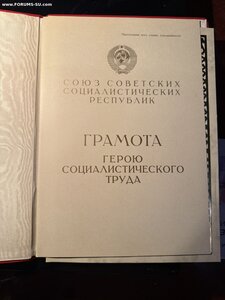 www.FORUMS-SU.com
СОЮЗ СОВЕТСКИХ
СОЦИАЛИСТИЧЕСКИХ
РЕСПУБЛИК
ГРАМОТА
ГЕРОЮ
СОЦИАЛИСТИЧЕСКОГО
ТРУДА